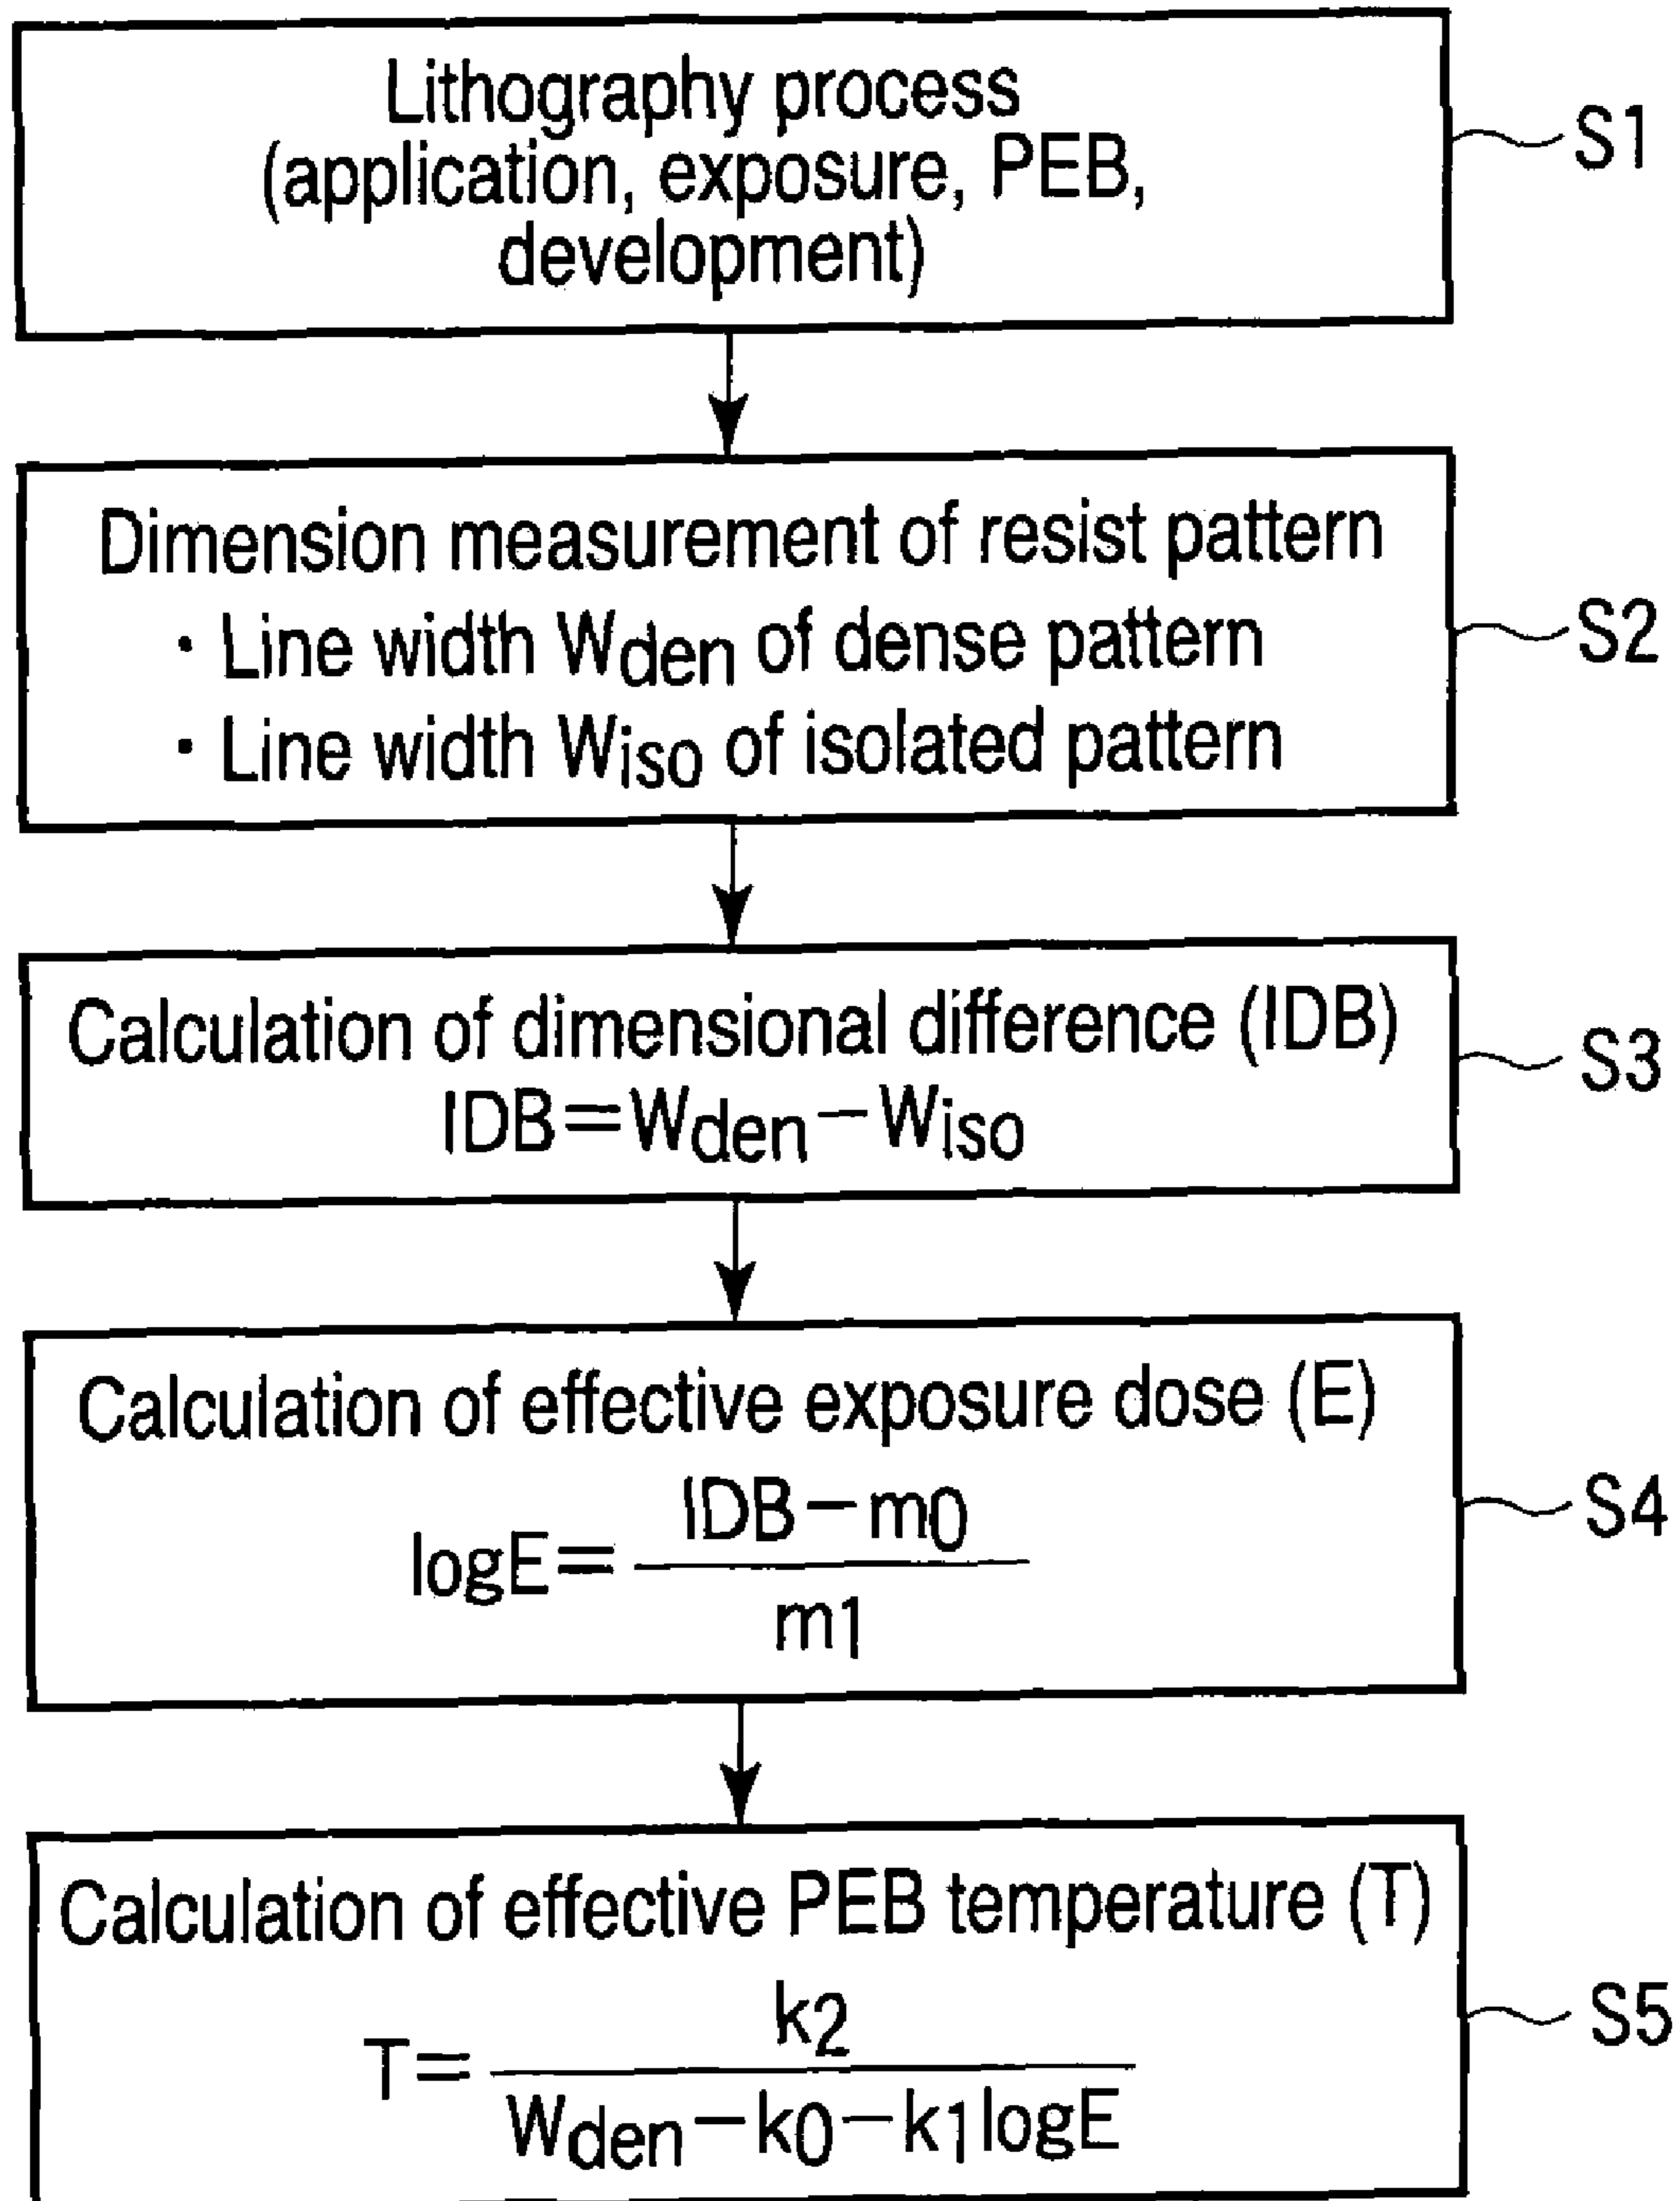 Lithography process
(application, exposure, PEB,
development)
S1
Dimension measurement of resist pattern
· Line width Wden of dense pattern
· Line width Wiso of isolated pattern
S2
Calculation of dimensional difference (IDB)
IDB=Wden−Wiso
S3
Calculation of effective exposure dose (E)
logE= IDB−m0
m1
S4
Calculation of effective PEB temperature (T)
T= k2
Wden−k0−k1logE
S5